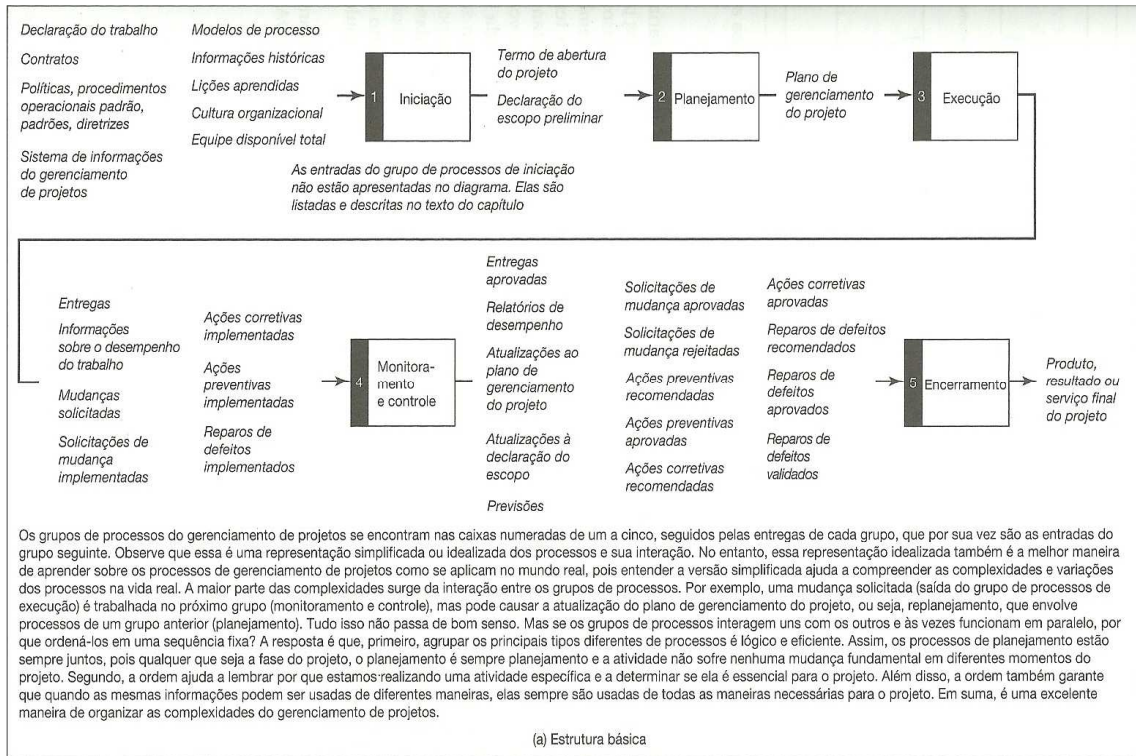 Declaração do trabalho
Contratos
Políticas, procedimentos
operacionais padrão,
padrões, diretrizes
Sistema de informações
do gerenciamento
de projetos
Modelos de processo
Informações históricas
Lições aprendidas
Cultura organizacional
Equipe disponível total
1 Iniciação
Termo de abertura
do projeto
Declaração do
escopo preliminar
2 Planejamento
Plano de
gerenciamento
do projeto
3 Execução
As entradas do grupo de processos de iniciação
não estão apresentadas no diagrama. Elas são
listadas e descritas no texto do capítulo
Entregas
Informações
sobre o desempenho
do trabalho
Mudanças
solicitadas
Solicitações de
mudança
implementadas
Ações corretivas
implementadas
Ações
preventivas
implementadas
Reparos de
defeitos
implementados
4 Monitora-
mento
e controle
Entregas
aprovadas
Relatórios de
desempenho
Atualizações ao
plano de
gerenciamento
do projeto
Atualizações à
declaração do
escopo
Previsões
Solicitações de
mudança aprovadas
Solicitações de
mudança rejeitadas
Ações preventivas
recomendadas
Ações preventivas
aprovadas
Ações corretivas
recomendadas
Ações corretivas
aprovadas
Reparos de defeitos
recomendados
Reparos de
defeitos
aprovados
Reparos de
defeitos
validados
5 Encerramento
Produto,
resultado ou
serviço final
do projeto
Os grupos de processos do gerenciamento de projetos se encontram nas caixas numeradas de um a cinco, seguidos pelas entregas de cada grupo, que por sua vez são as entradas do
grupo seguinte. Observe que essa é uma representação simplificada ou idealizada dos processos e sua interação. No entanto, essa representação idealizada também é a melhor maneira
de aprender sobre os processos de gerenciamento de projetos como se aplicam no mundo real, pois entender a versão simplificada ajuda a compreender as complexidades e variações
dos processos na vida real. A maior parte das complexidades surge da interação entre os grupos de processos. Por exemplo, uma mudança solicitada (saída do grupo de processos de
execução) é trabalhada no próximo grupo (monitoramento e controle), mas pode causar a atualização do plano de gerenciamento do projeto, ou seja, replanejamento, que envolve
processos de um grupo anterior (planejamento). Tudo isso não passa de bom senso. Mas se os grupos de processos interagem uns com os outros e às vezes funcionam em paralelo, por
que ordená-los em uma sequência fixa? A resposta é que, primeiro, agrupar os principais tipos diferentes de processos é lógico e eficiente. Assim, os processos de planejamento estão
sempre juntos, pois qualquer que seja a fase do projeto, o planejamento é sempre planejamento e a atividade não sofre nenhuma mudança fundamental em diferentes momentos do
projeto. Segundo, a ordem ajuda a lembrar por que estamos realizando uma atividade específica e a determinar se ela é essencial para o projeto. Além disso, a ordem também garante
que quando as mesmas informações podem ser usadas de diferentes maneiras, elas sempre são usadas de todas as maneiras necessárias para o projeto. Em suma, é uma excelente
maneira de organizar as complexidades do gerenciamento de projetos.
(a) Estrutura básica